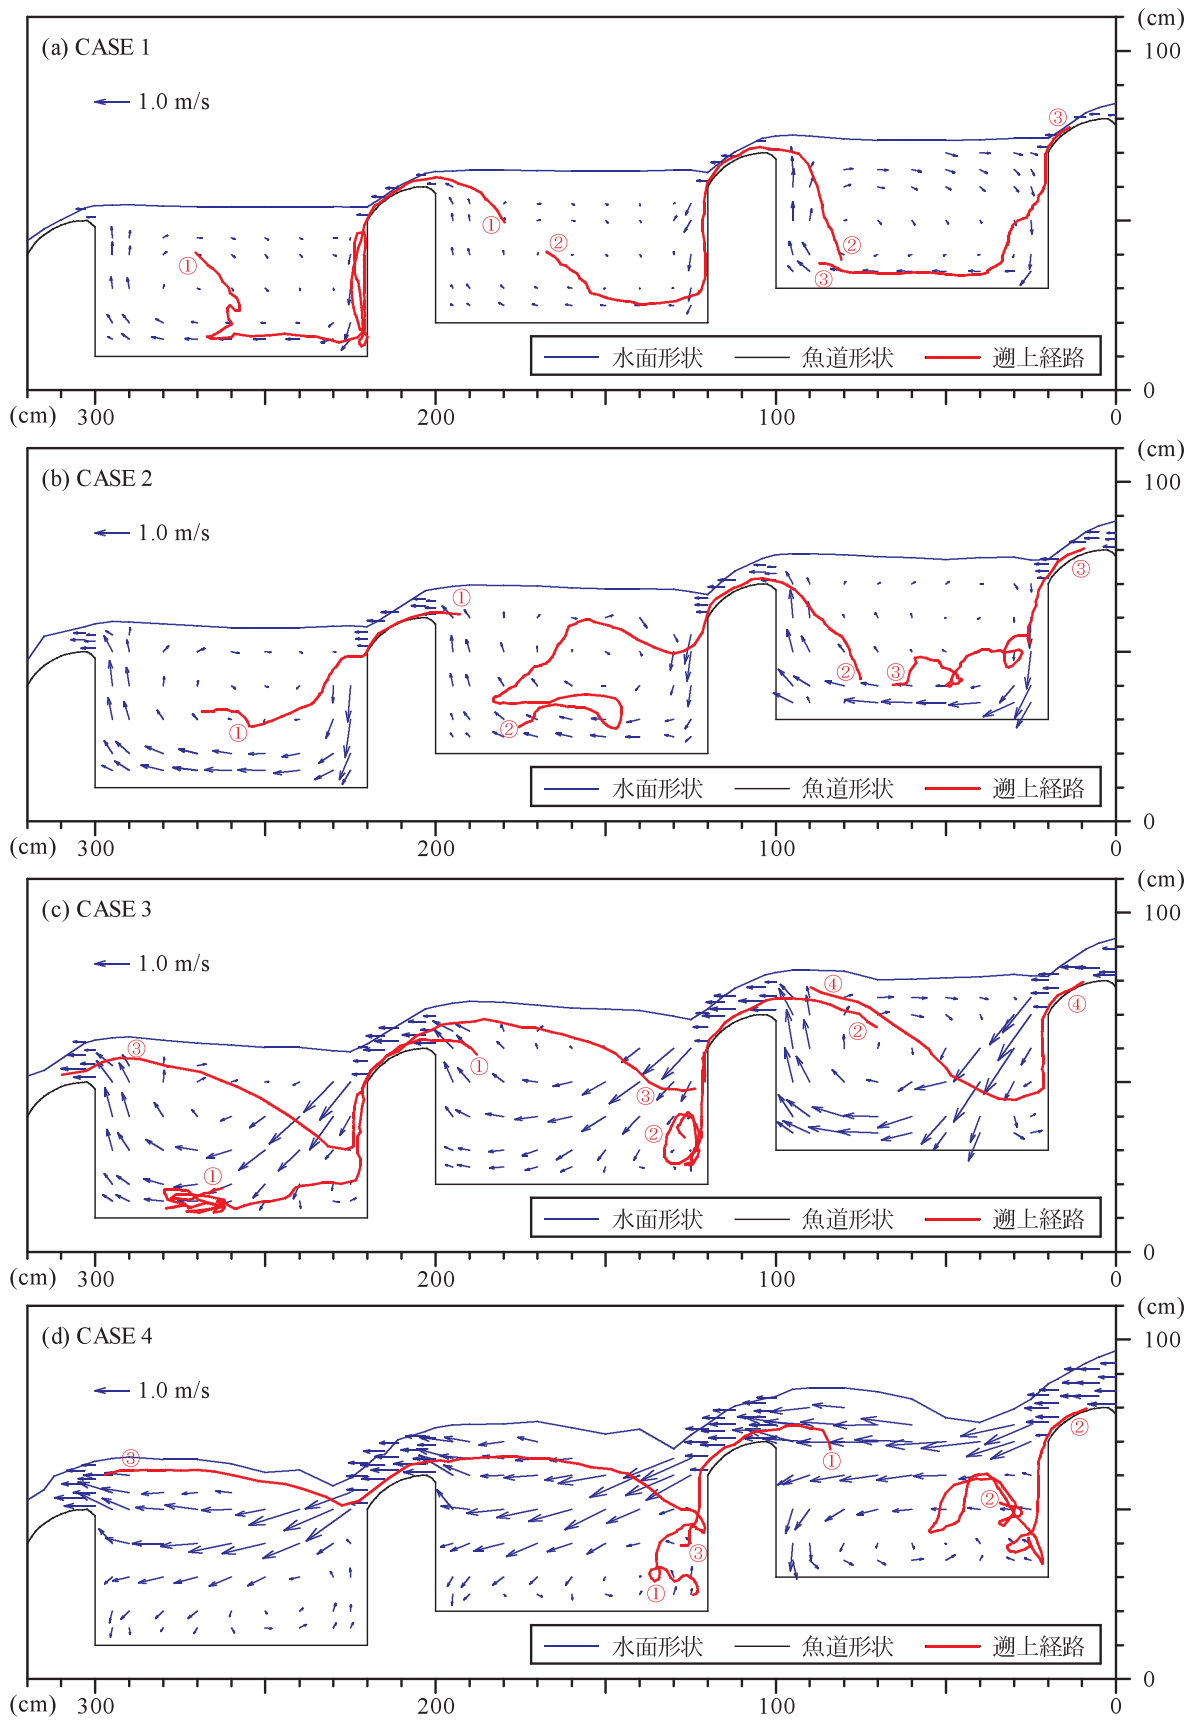 (cm)
(a) CASE 1
100
1.0 m/s
③
① ① ② ② ③
水面形状 魚道形状 遡上経路
0
(cm) 300 200 100 0
(cm)
(b) CASE 2
100
1.0 m/s
① ③
① ② ② ③
水面形状 魚道形状 遡上経路
0
(cm) 300 200 100 0
(cm)
(c) CASE 3
100
1.0 m/s
④ ④
③ ① ②
① ③ ②
水面形状 魚道形状 遡上経路
0
(cm) 300 200 100 0
(cm)
(d) CASE 4
100
1.0 m/s
②
③ ①
②
③
①
水面形状 魚道形状 遡上経路
0
(cm) 300 200 100 0